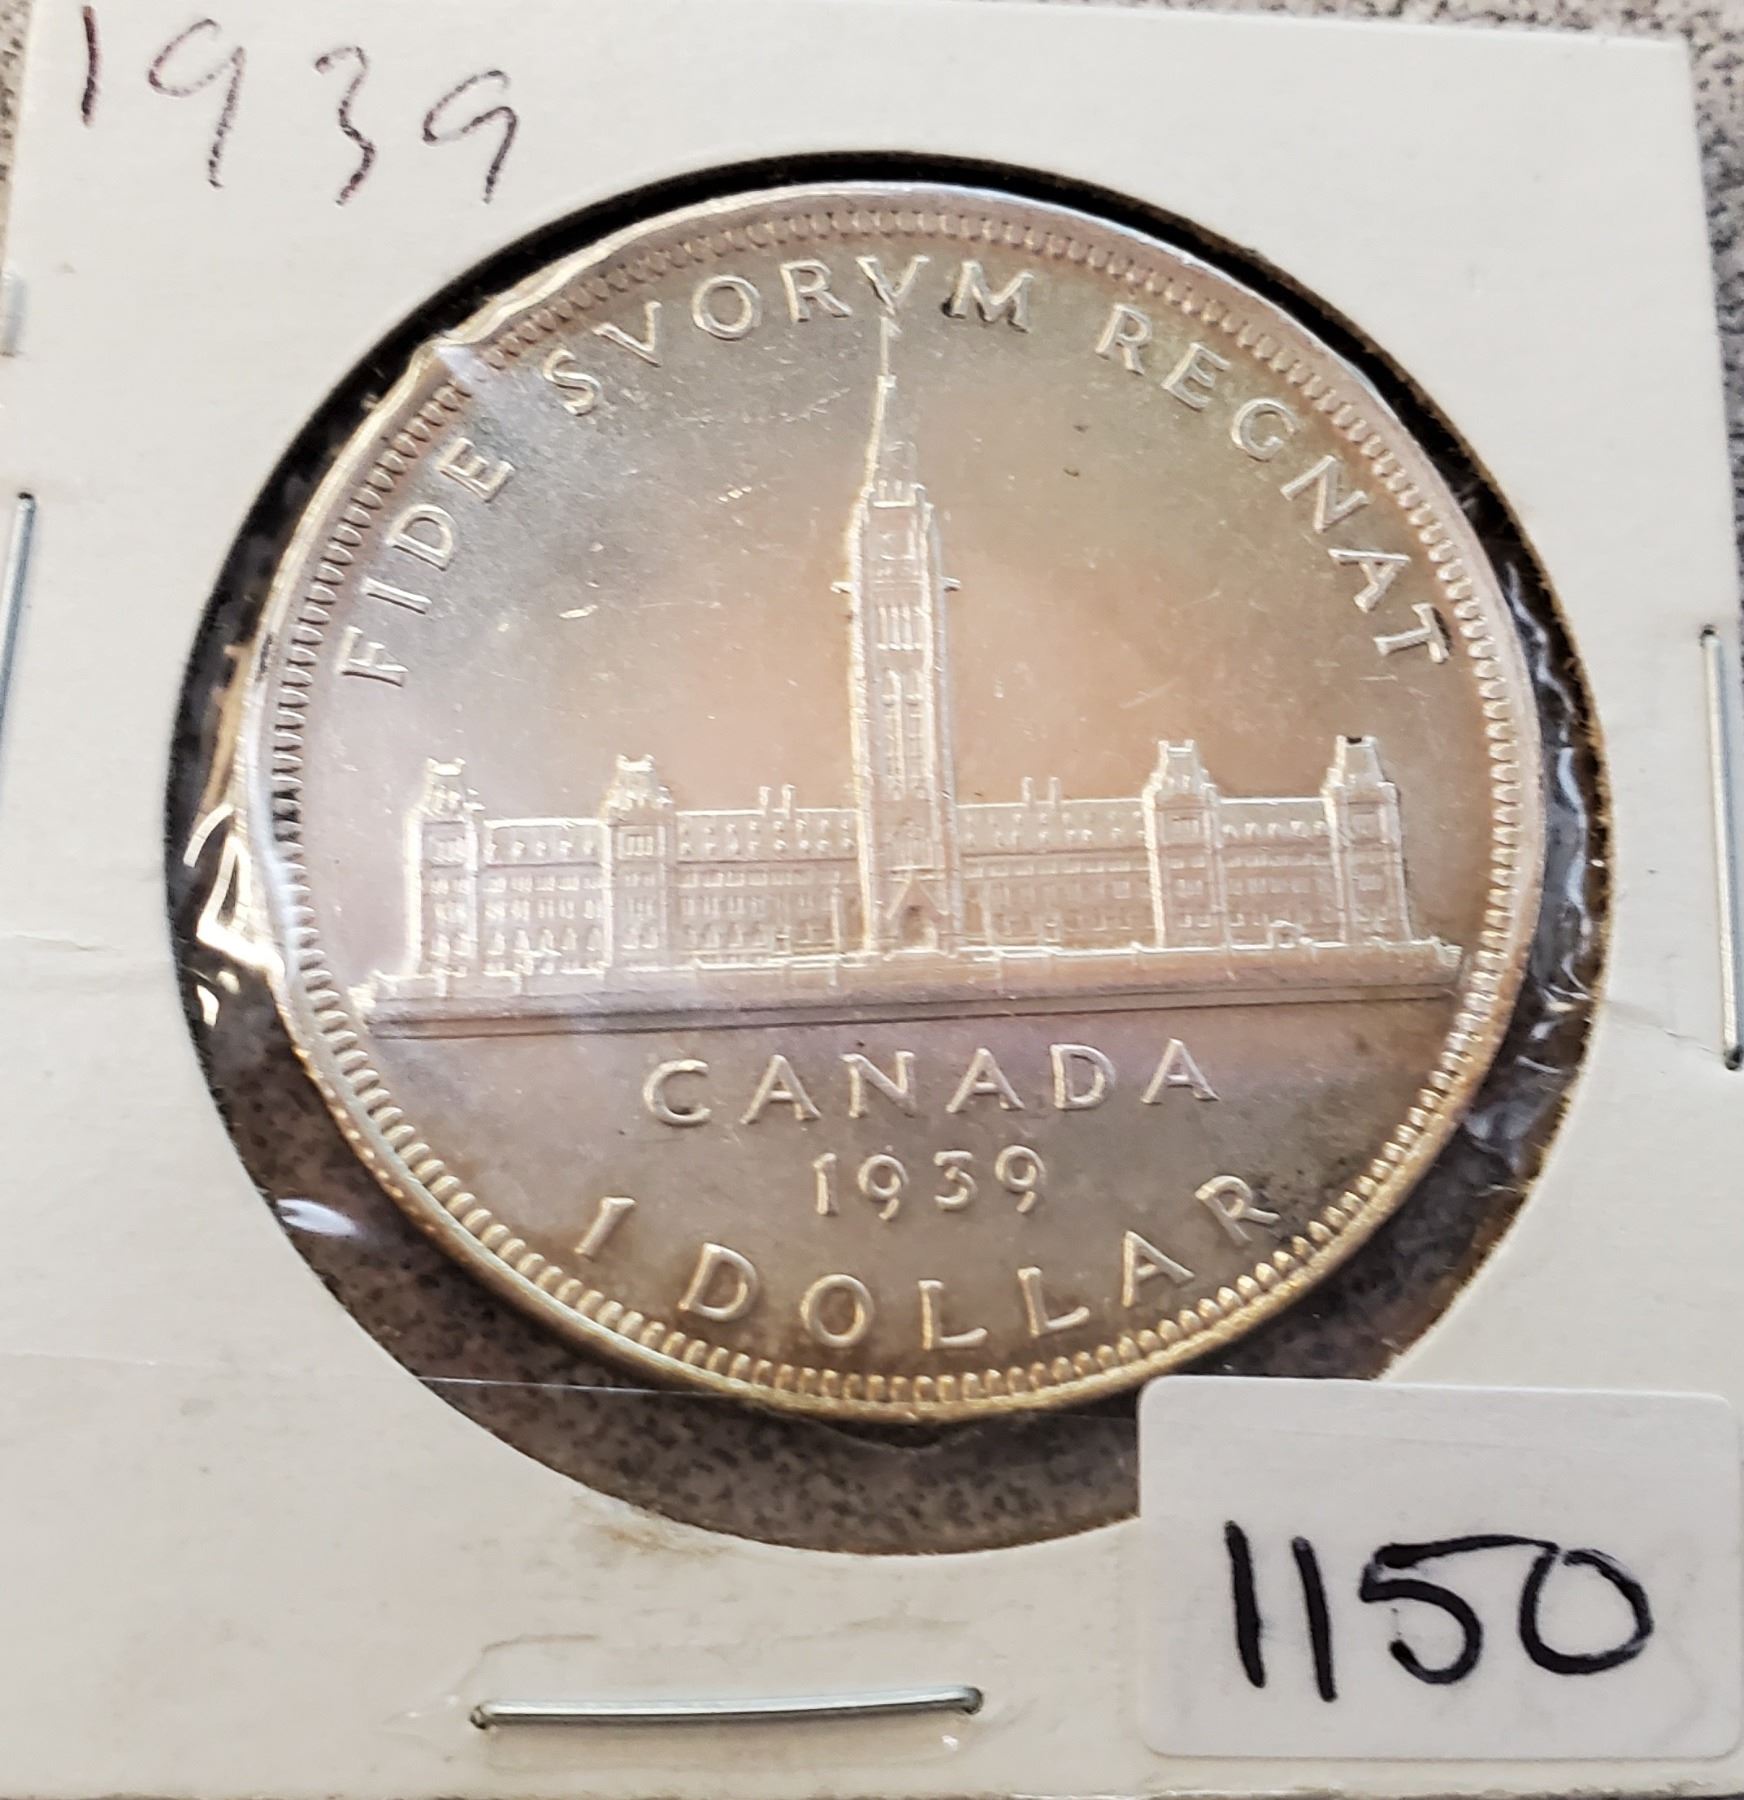 1939
FIDE SVORVM REGNAT
CANADA
1939
1 DOLLAR
1150